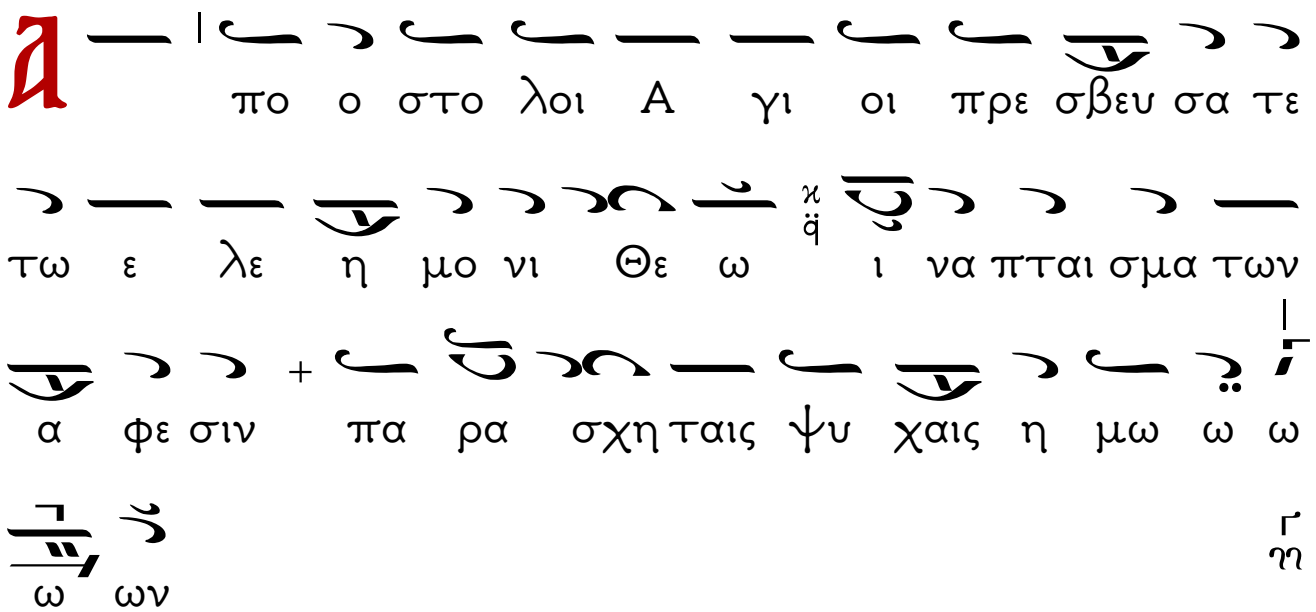 Α πο ο στο λοι Α γι οι πρε σβευ σα τε
τω ε λε η μο νι Θε ω ι να πται σμα των
α φε σιν πα ρα σχη ταις ψυ χαις η μω ω ω
ω ων